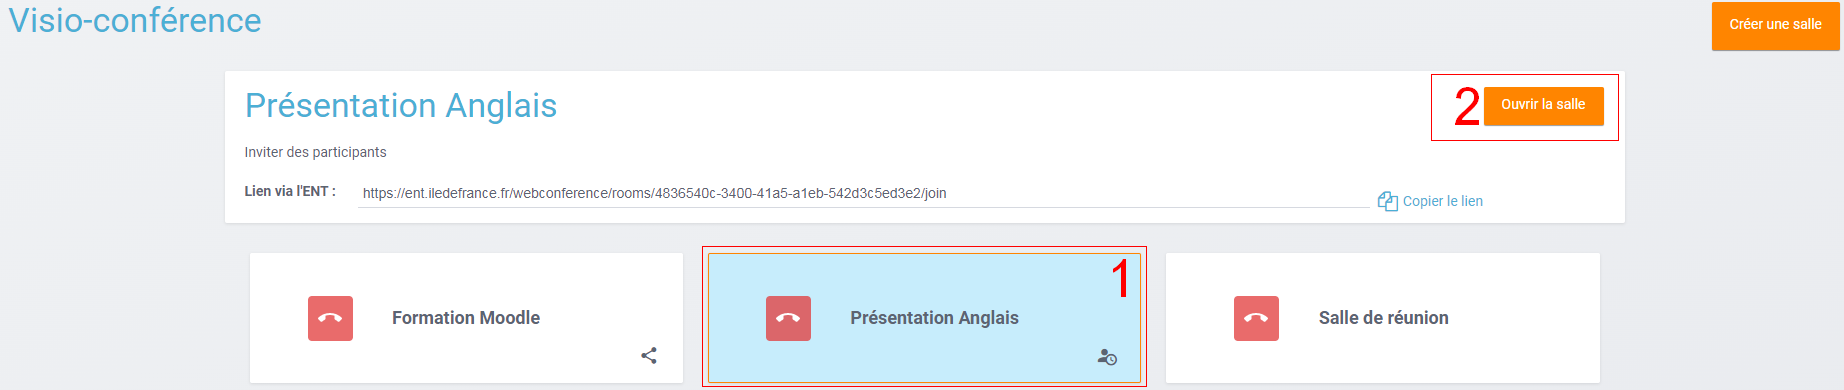 Visio-conférence
Créer une salle
Présentation Anglais
2
Ouvrir la salle
Inviter des participants
Lien via l'ENT : https://ent.iledefrance.fr/webconference/rooms/4836540c-3400-41a5-a1eb-542d3c5ed3e2/join
Copier le lien
1
Formation Moodle
Présentation Anglais
Salle de réunion